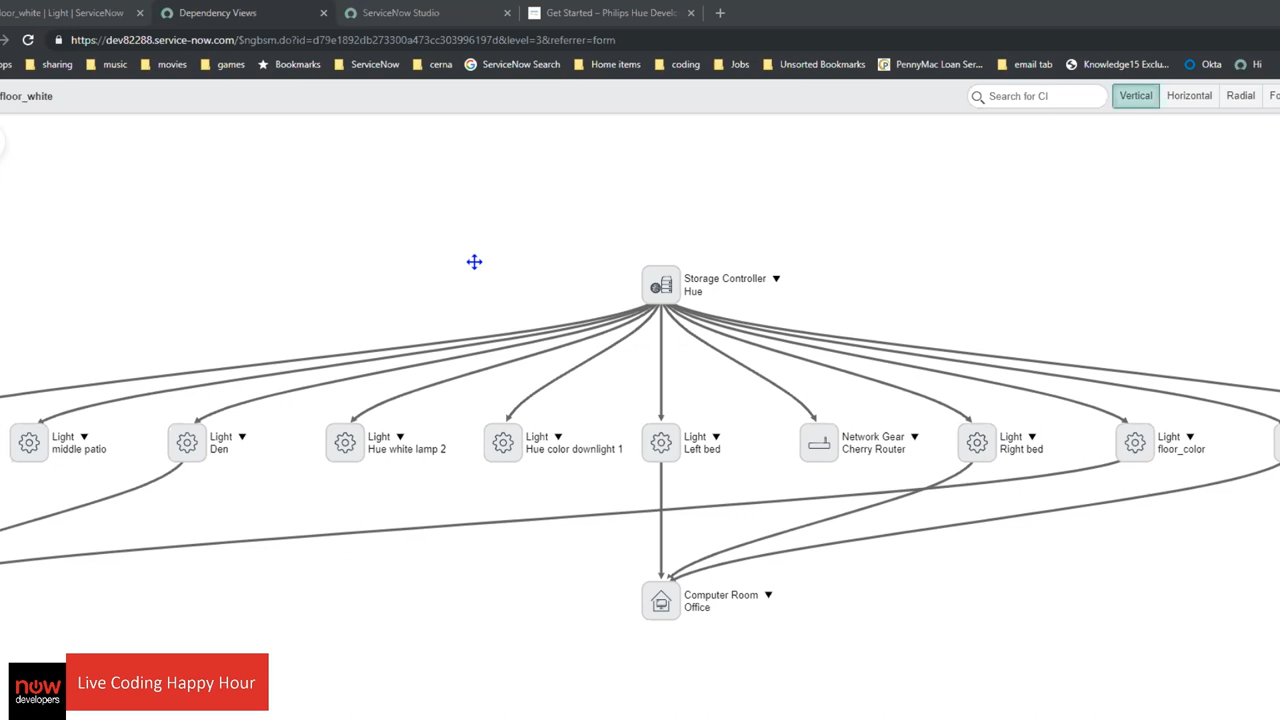 floor_white | Light | ServiceNow
Dependency Views
ServiceNow Studio
Get Started – Philips Hue Develo
https://dev82288.service-now.com/$ngbsm.do?id=d79e1892db273300a473cc303996197d&level=3&referrer=form
ops sharing music movies games Bookmarks ServiceNow cerna ServiceNow Search Home items coding Jobs Unsorted Bookmarks PennyMac Loan Ser... email tab Knowledge15 Exclu... Okta Hi
floor_white
Search for CI
Vertical Horizontal Radial Fo
Storage Controller
Hue
Light
middle patio
Light
Den
Light
Hue white lamp 2
Light
Hue color downlight 1
Light
Left bed
Network Gear
Cherry Router
Light
Right bed
Light
floor_color
Computer Room
Office
now
developers
Live Coding Happy Hour